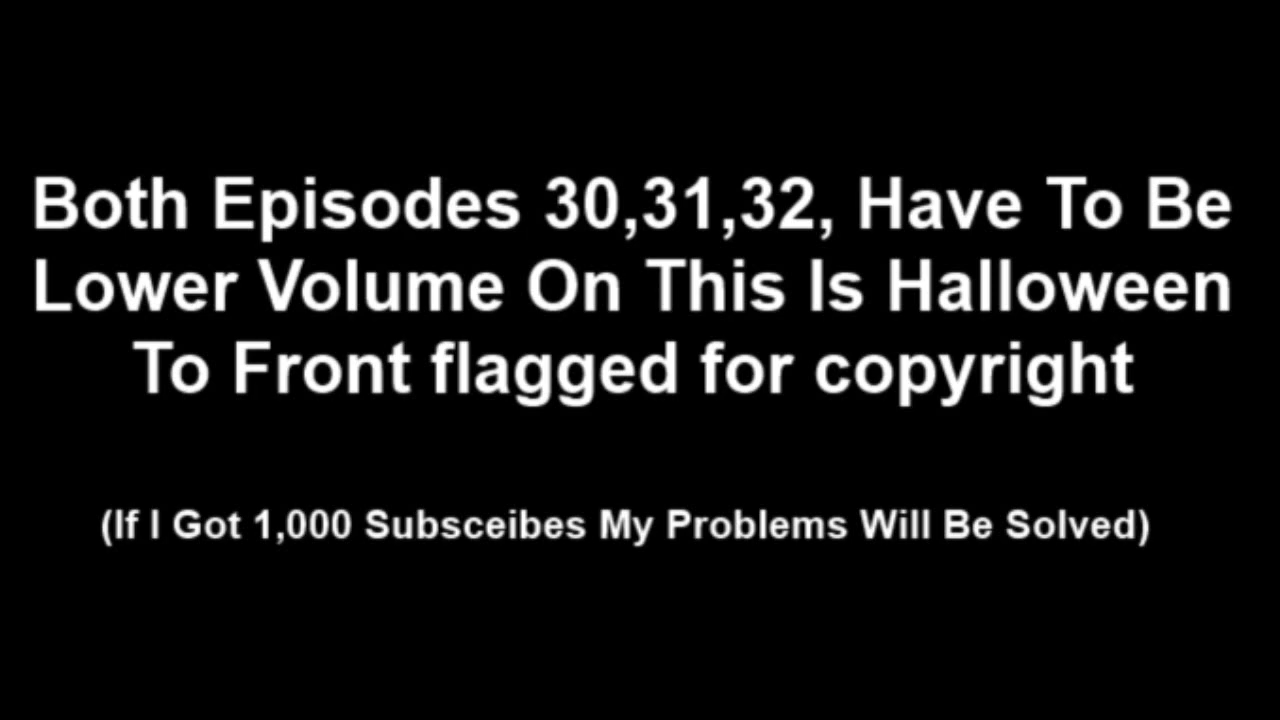 Both Episodes 30,31,32, Have To Be
Lower Volume On This Is Halloween
To Front flagged for copyright
(If I Got 1,000 Subsceibes My Problems Will Be Solved)